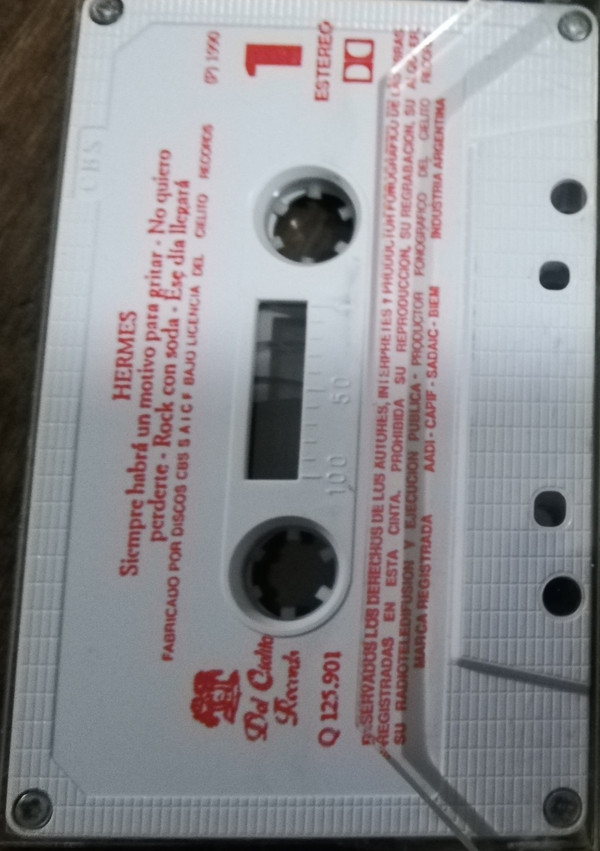 CBS
HERMES
Siempre habrá un motivo para gritar - No quiero
perderte - Rock con soda - Ese día llegará
FABRICADO POR DISCOS CBS S A I C F BAJO LICENCIA DEL CIELITO RECORDS
(P) 1990
1
ESTEREO
Del Cielito
Records
Q 125.901
100 50
RESERVADOS LOS DERECHOS DE LOS AUTORES, INTERPRETES Y PRODUCTOR FONOGRAFICO DE LAS OBRAS
REGISTRADAS EN ESTA CINTA. PROHIBIDA SU REPRODUCCION, SU REGRABACION, SU ALQUILER,
SU RADIOTELEDIFUSION Y EJECUCION PUBLICA - PRODUCTOR FONOGRAFICO DEL CIELITO RECORDS
MARCA REGISTRADA AADI - CAPIF - SADAIC - BIEM INDUSTRIA ARGENTINA